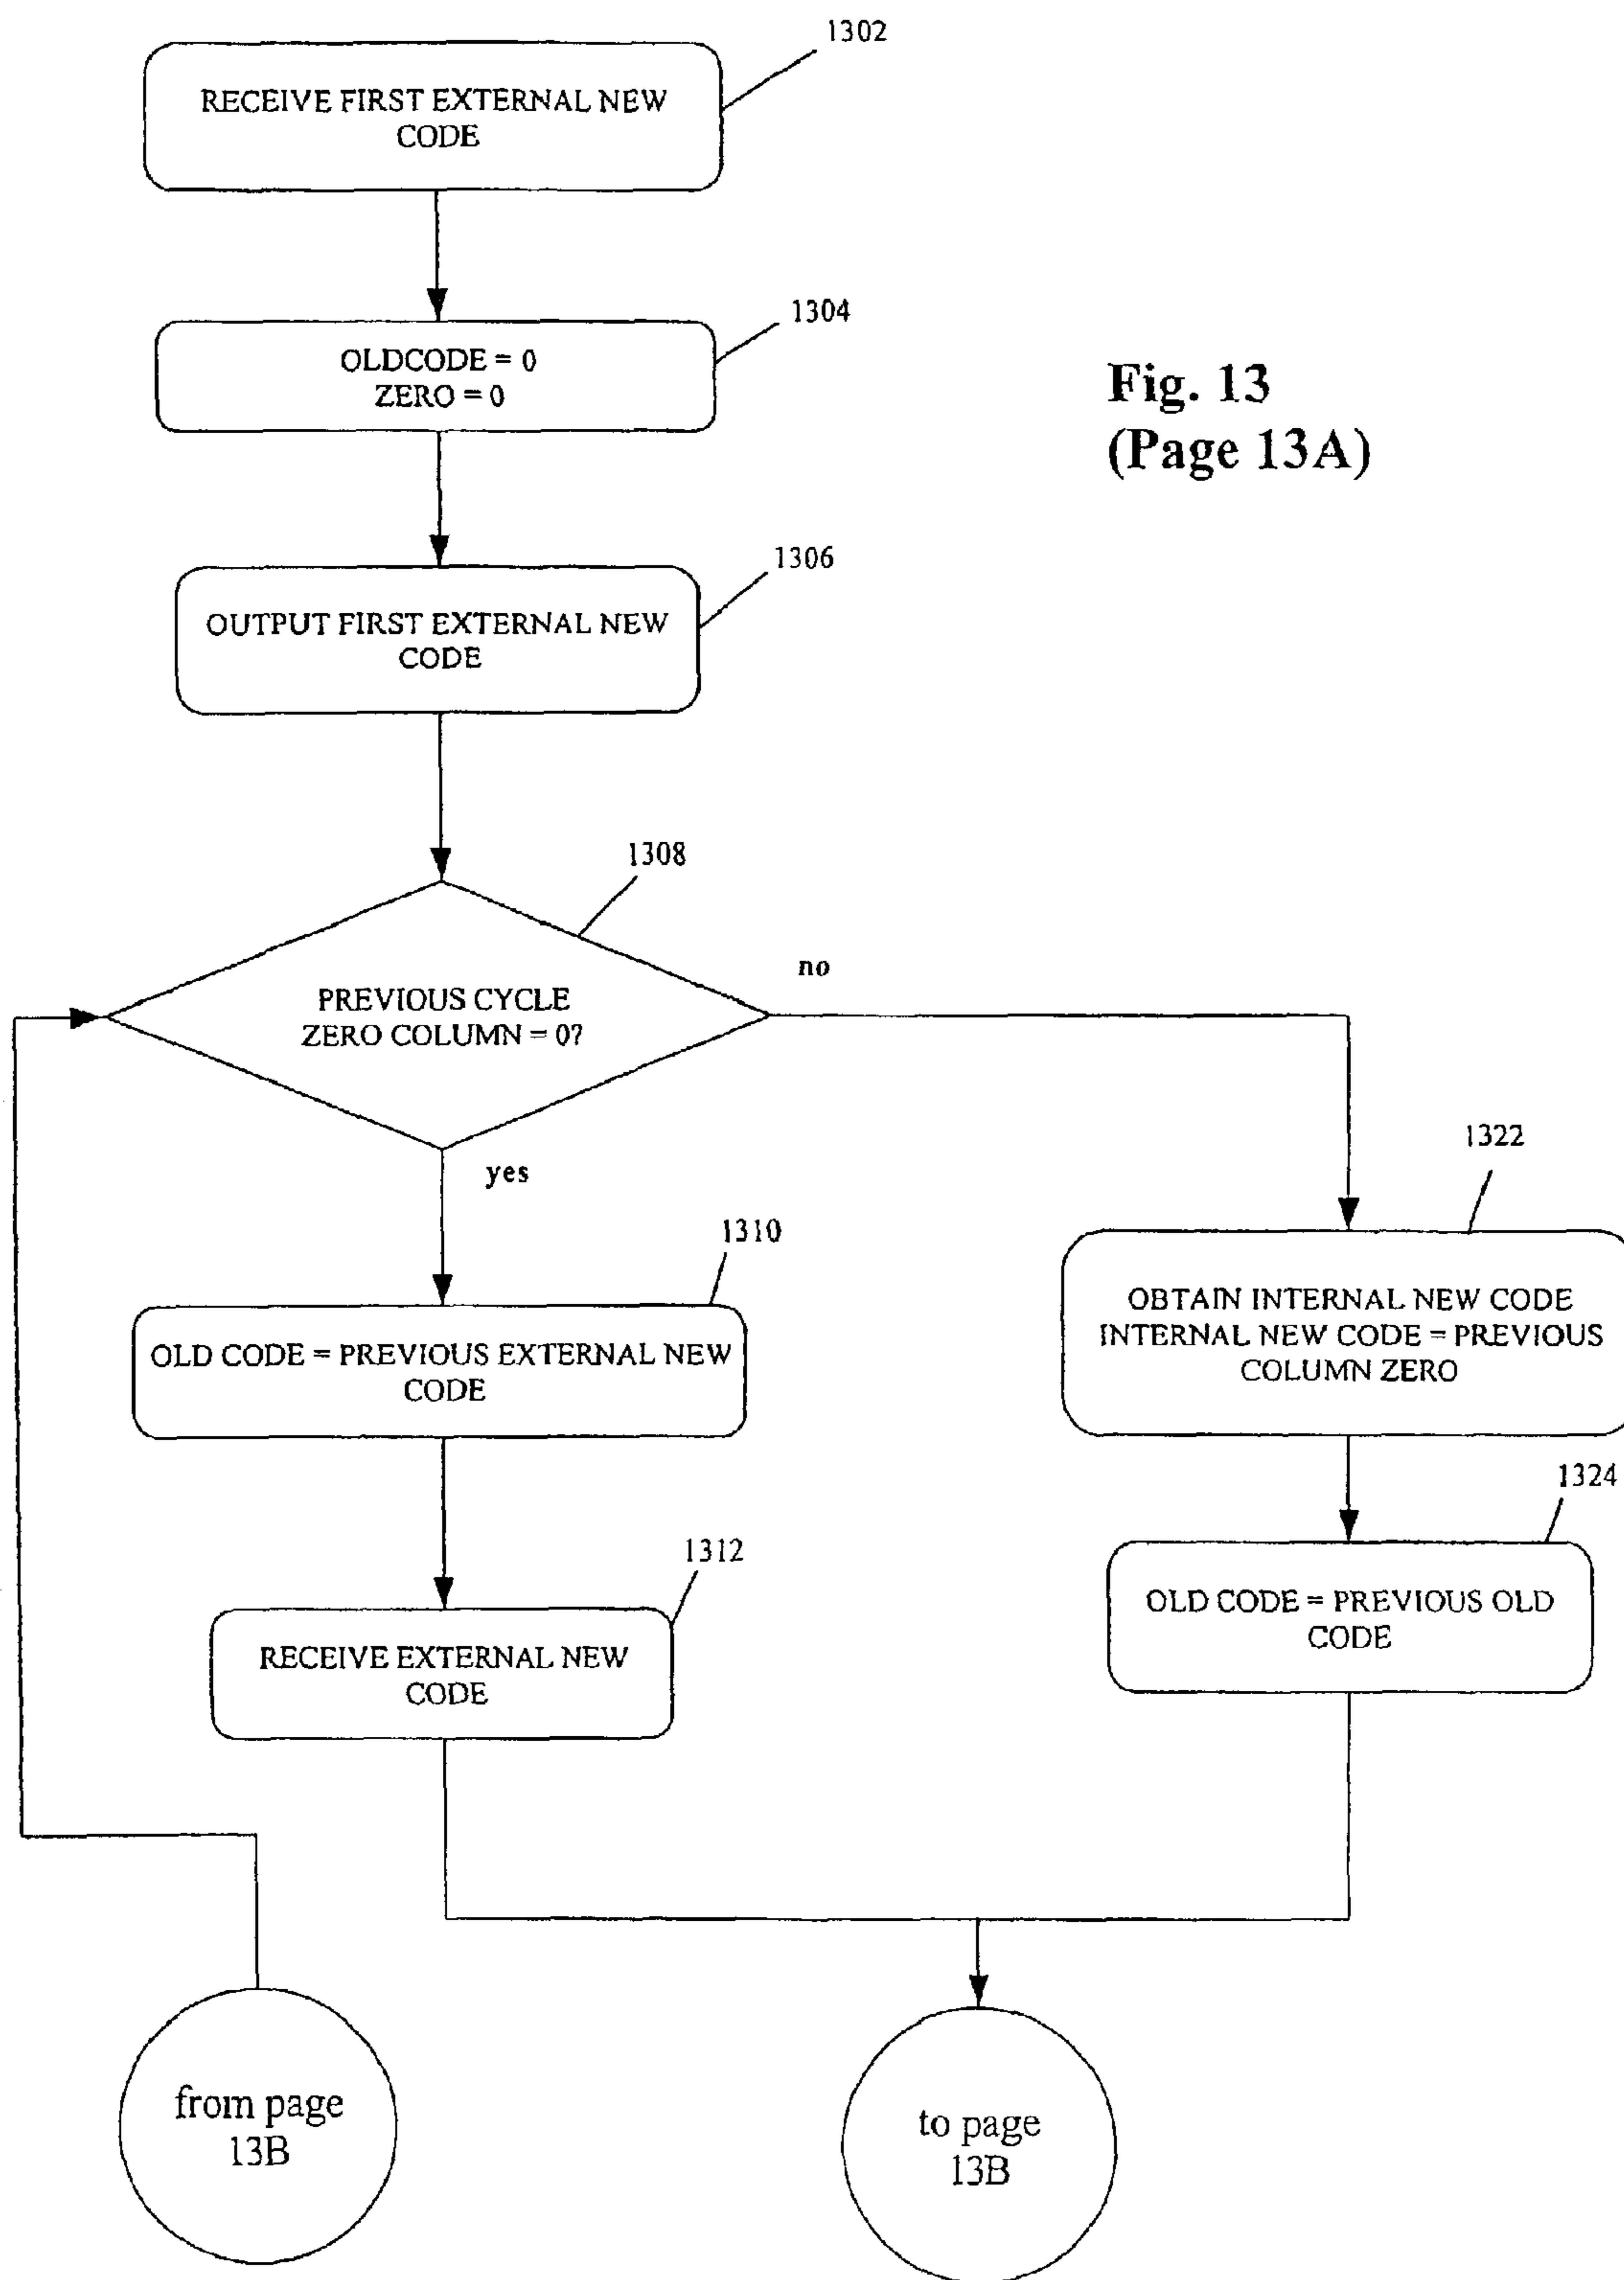 1302
RECEIVE FIRST EXTERNAL NEW
CODE
1304
OLDCODE = 0
ZERO = 0
Fig. 13
(Page 13A)
1306
OUTPUT FIRST EXTERNAL NEW
CODE
1308
PREVIOUS CYCLE
ZERO COLUMN = 0?
no
yes
1310
OLD CODE = PREVIOUS EXTERNAL NEW
CODE
1312
RECEIVE EXTERNAL NEW
CODE
1322
OBTAIN INTERNAL NEW CODE
INTERNAL NEW CODE = PREVIOUS
COLUMN ZERO
1324
OLD CODE = PREVIOUS OLD
CODE
from page
13B
to page
13B